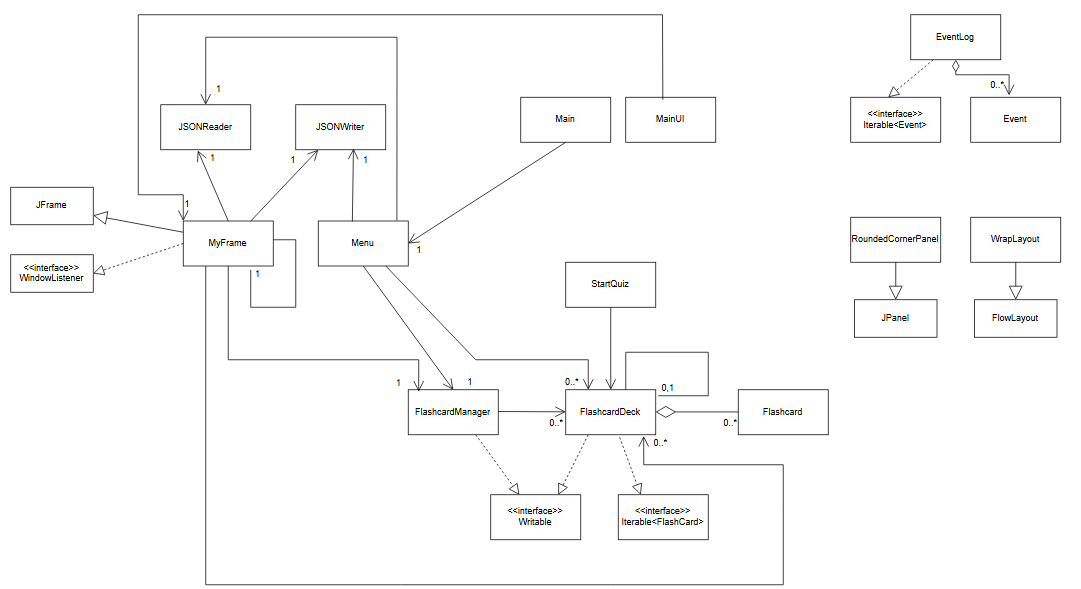 EventLog
0..*
1
<<interface>>
Iterable<Event>
Event
JSONReader
JSONWriter
Main
MainUI
1
1
1
JFrame
1
MyFrame
Menu
1
RoundedCornerPanel
WrapLayout
<<interface>>
WindowListener
1
StartQuiz
JPanel
FlowLayout
1
1
0..*
0,1
FlashcardManager
FlashcardDeck
Flashcard
0..*
0..*
0..*
<<interface>>
Writable
<<interface>>
Iterable<FlashCard>